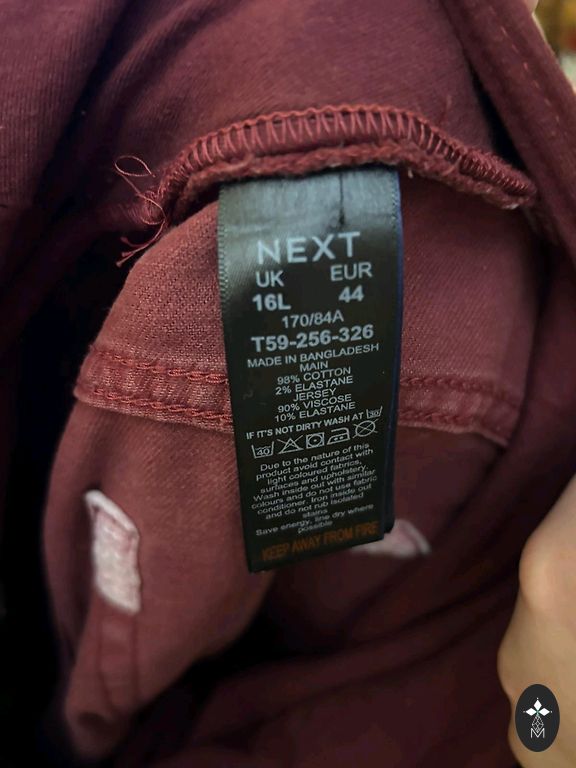 NEXT
UK EUR
16L 44
170/84A
T59-256-326
MADE IN BANGLADESH
MAIN
98% COTTON
2% ELASTANE
JERSEY
90% VISCOSE
10% ELASTANE
IF IT'S NOT DIRTY WASH AT 30
40
Due to the nature of this
product avoid contact with
light coloured fabrics,
surfaces and upholstery.
Wash inside out with similar
colours and do not use fabric
conditioner. Iron inside out
and do not rub isolated
stains
Save energy, line dry where
possible
KEEP AWAY FROM FIRE
M